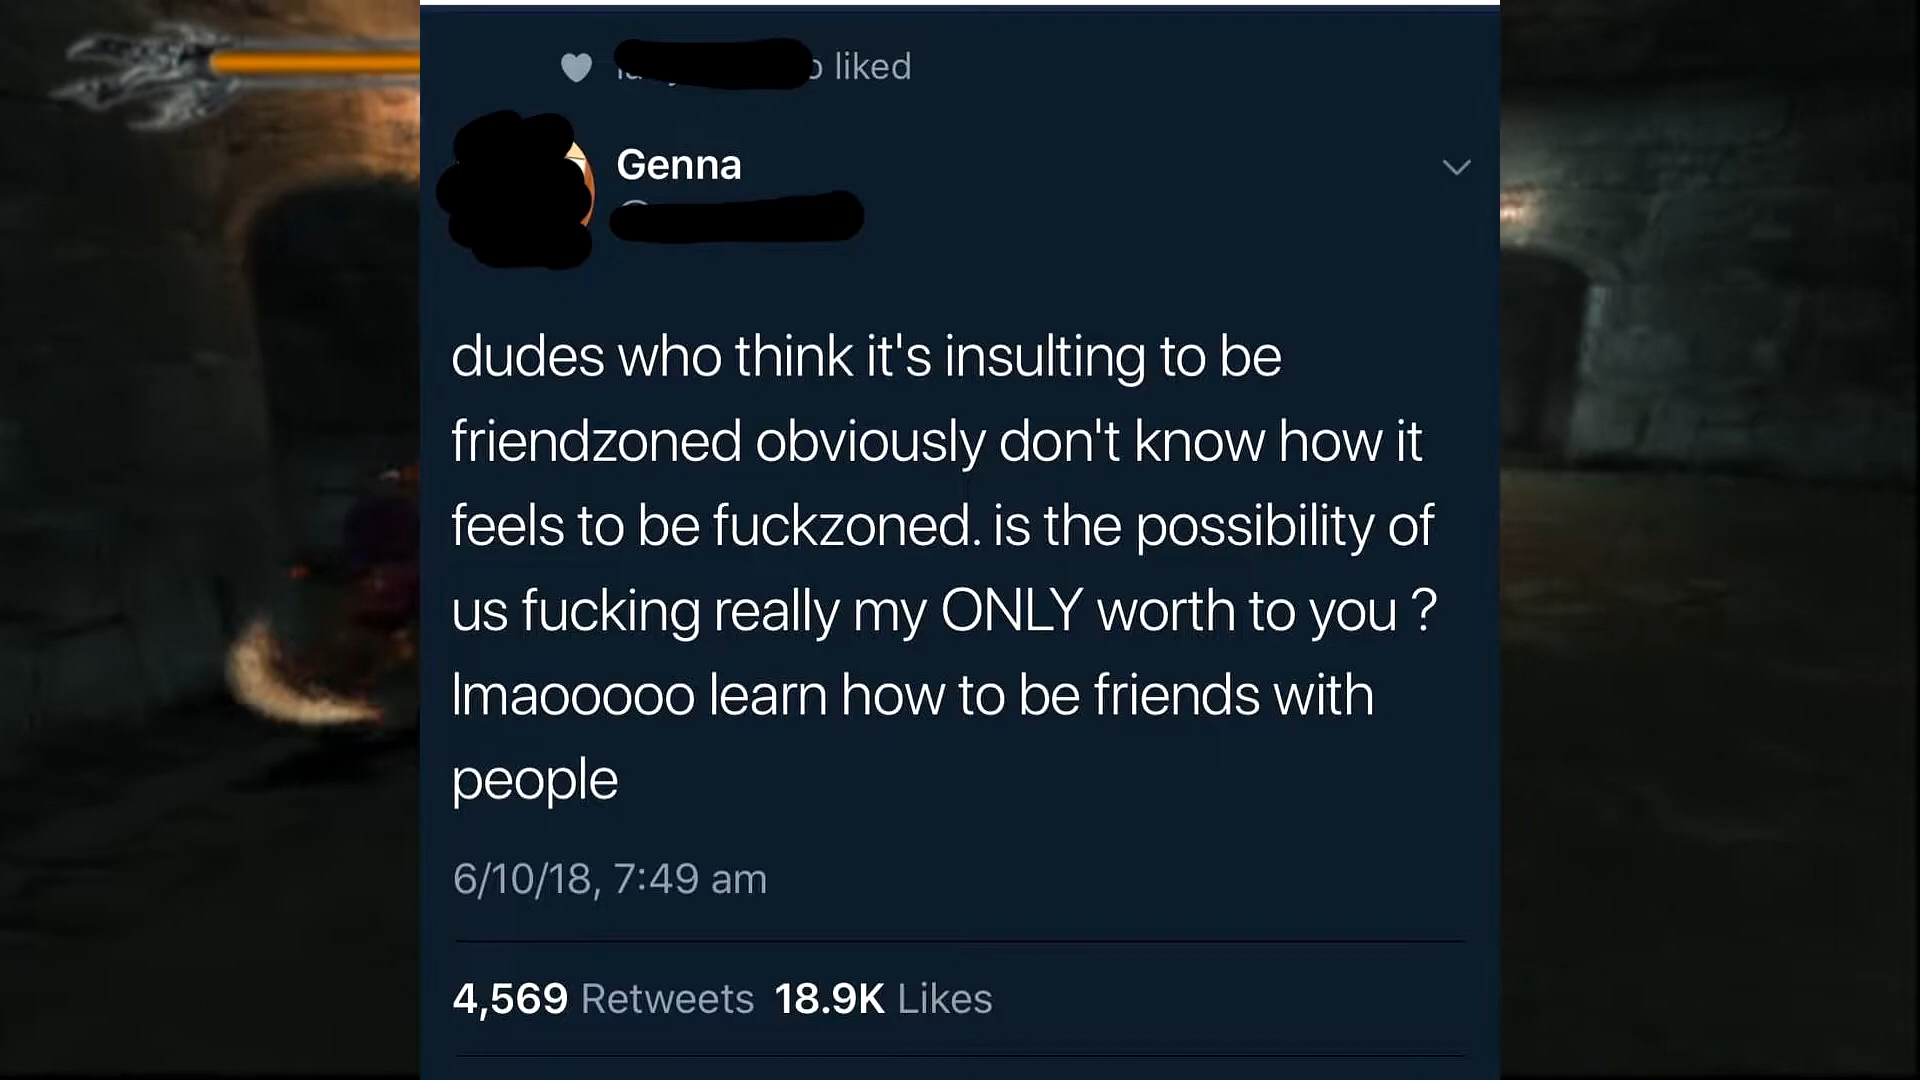 liked
Genna
dudes who think it's insulting to be
friendzoned obviously don't know how it
feels to be fuckzoned. is the possibility of
us fucking really my ONLY worth to you ?
lmaooooo learn how to be friends with
people
6/10/18, 7:49 am
4,569 Retweets 18.9K Likes